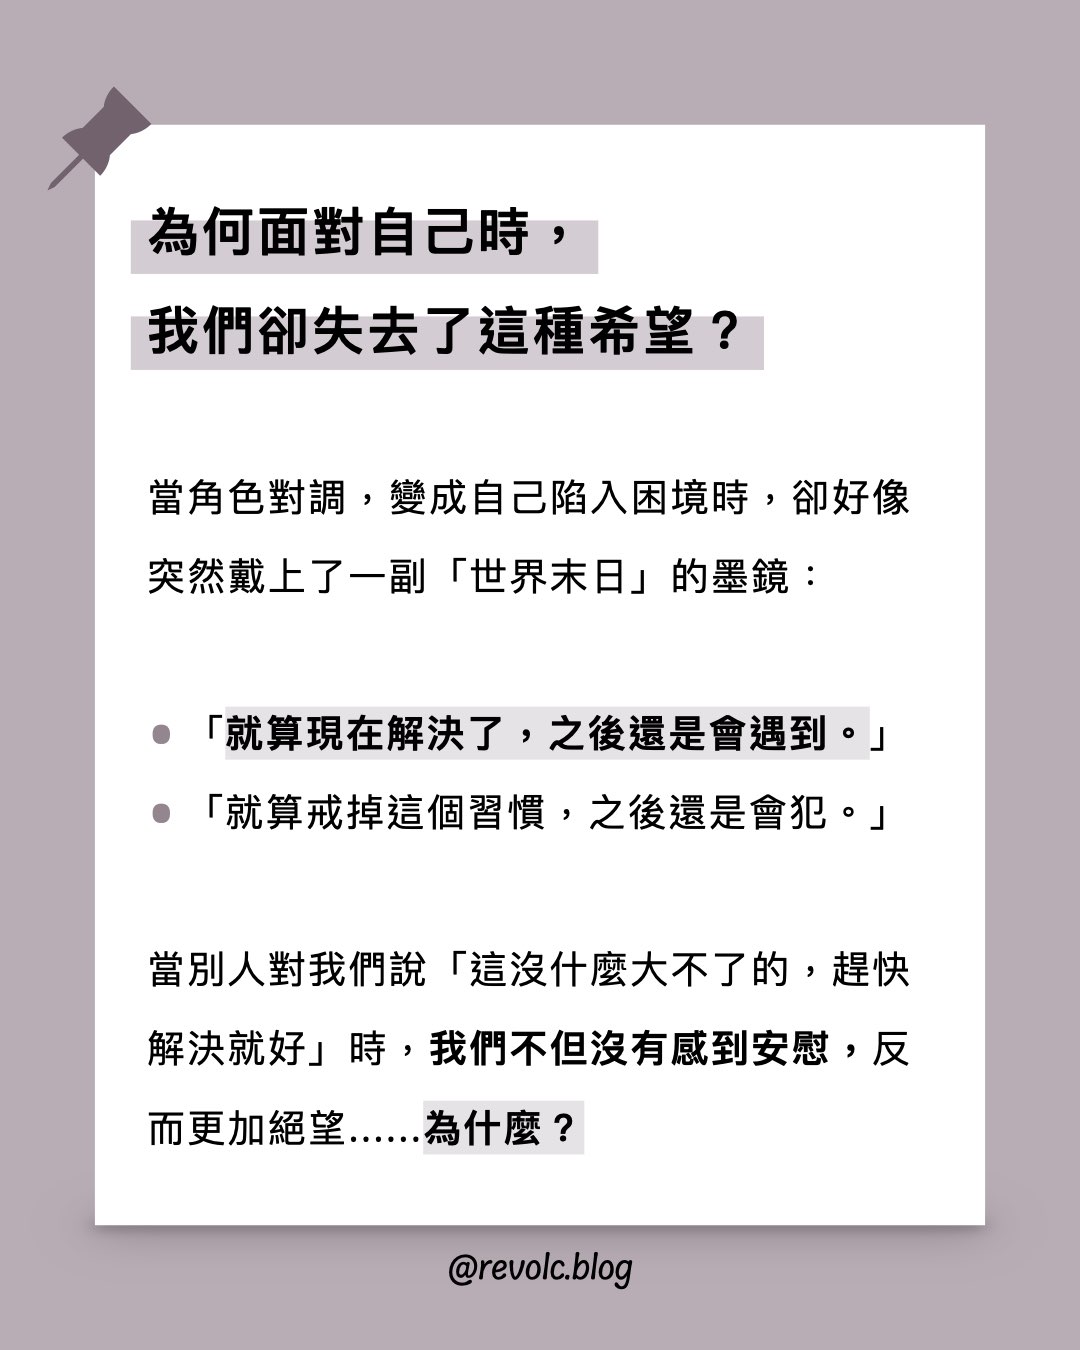 為何面對自己時，
我們卻失去了這種希望？
當角色對調，變成自己陷入困境時，卻好像
突然戴上了一副「世界末日」的墨鏡：
• 「就算現在解決了，之後還是會遇到。」
• 「就算戒掉這個習慣，之後還是會犯。」
當別人對我們說「這沒什麼大不了的，趕快
解決就好」時，我們不但沒有感到安慰，反
而更加絕望......為什麼？
@revolc.blog